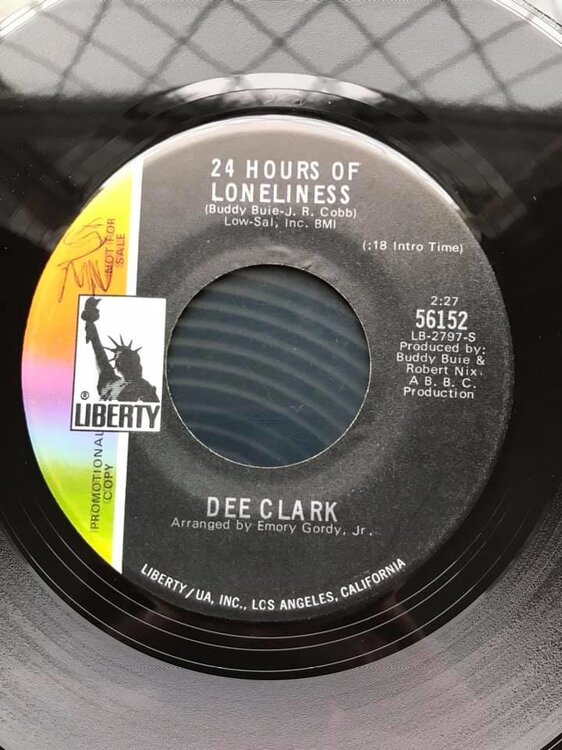 24 HOURS OF
LONELINESS
(Buddy Buie-J. R. Cobb)
Low-Sal, Inc. BMI
(:18 Intro Time)
NOT FOR
SALE
2:27
56152
LB-2797-S
Produced by:
Buddy Buie &
Robert Nix
A B. B. C.
Production
®
LIBERTY
PROMOTIONAL
COPY
DEE CLARK
Arranged by Emory Gordy, Jr.
LIBERTY/UA, INC., LOS ANGELES, CALIFORNIA